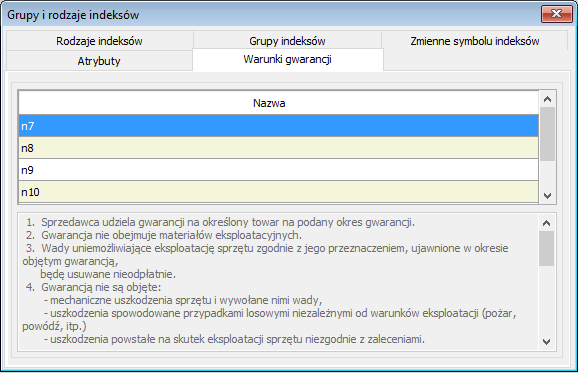 Grupy i rodzaje indeksów
Rodzaje indeksów
Grupy indeksów
Zmienne symbolu indeksów
Atrybuty
Warunki gwarancji
Nazwa
n7
n8
n9
n10
1. Sprzedawca udziela gwarancji na określony towar na podany okres gwarancji.
2. Gwarancja nie obejmuje materiałów eksploatacyjnych.
3. Wady uniemożliwiające eksploatację sprzętu zgodnie z jego przeznaczeniem, ujawnione w okresie
objętym gwarancją,
będę usuwane nieodpłatnie.
4. Gwarancją nie są objęte:
- mechaniczne uszkodzenia sprzętu i wywołane nimi wady,
- uszkodzenia spowodowane przypadkami losowymi niezależnymi od warunków eksploatacji (pożar,
powódź, itp.)
- uszkodzenia powstałe na skutek eksploatacji sprzętu niezgodnie z zaleceniami.